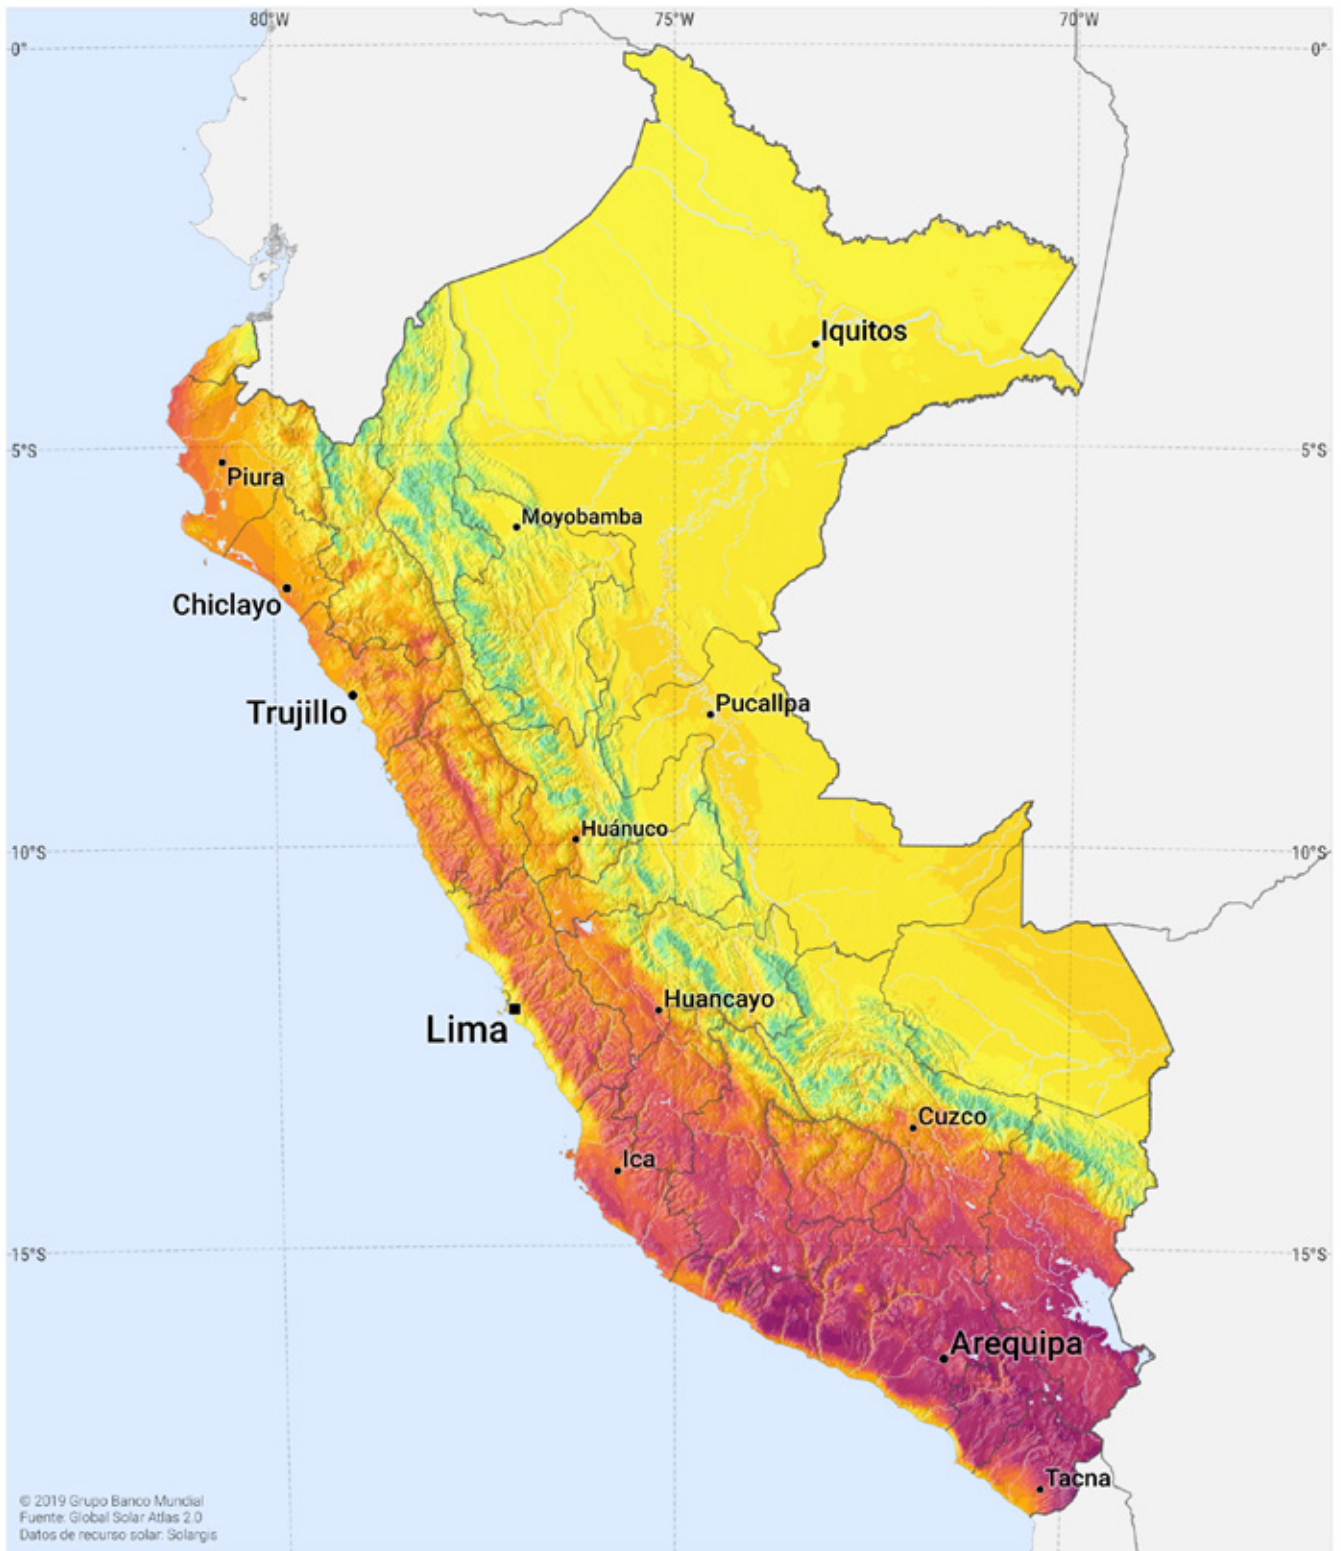 80°W 75°W 70°W
0° 0°
Iquitos
5°S 5°S
Piura
Moyobamba
Chiclayo
Pucallpa
Trujillo
Huánuco
10°S 10°S
Huancayo
Lima
Cuzco
Ica
15°S 15°S
Arequipa
Tacna
© 2019 Grupo Banco Mundial
Fuente: Global Solar Atlas 2.0
Datos de recurso solar: Solargis